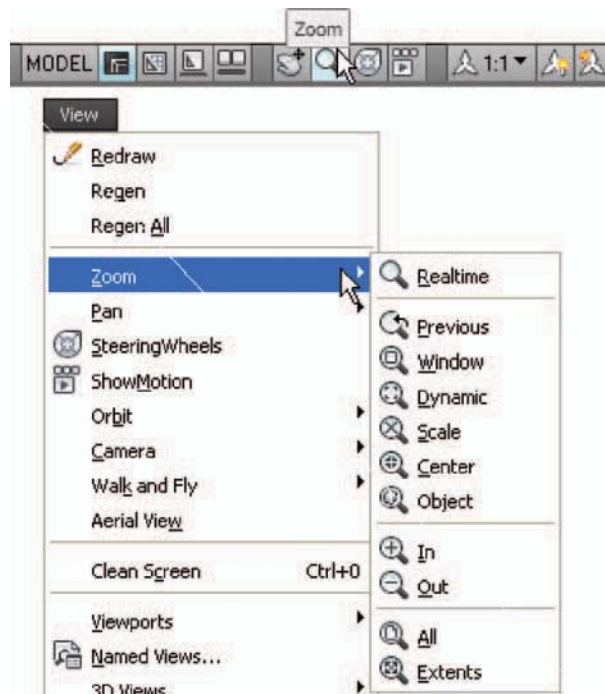 Zoom
MODEL 1:1
View
Redraw
Regen
Regen All
Zoom
Pan
SteeringWheels
ShowMotion
Orbit
Camera
Walk and Fly
Aerial View
Clean Screen Ctrl+0
Viewports
Named Views...
3D Views
Realtime
Previous
Window
Dynamic
Scale
Center
Object
In
Out
All
Extents